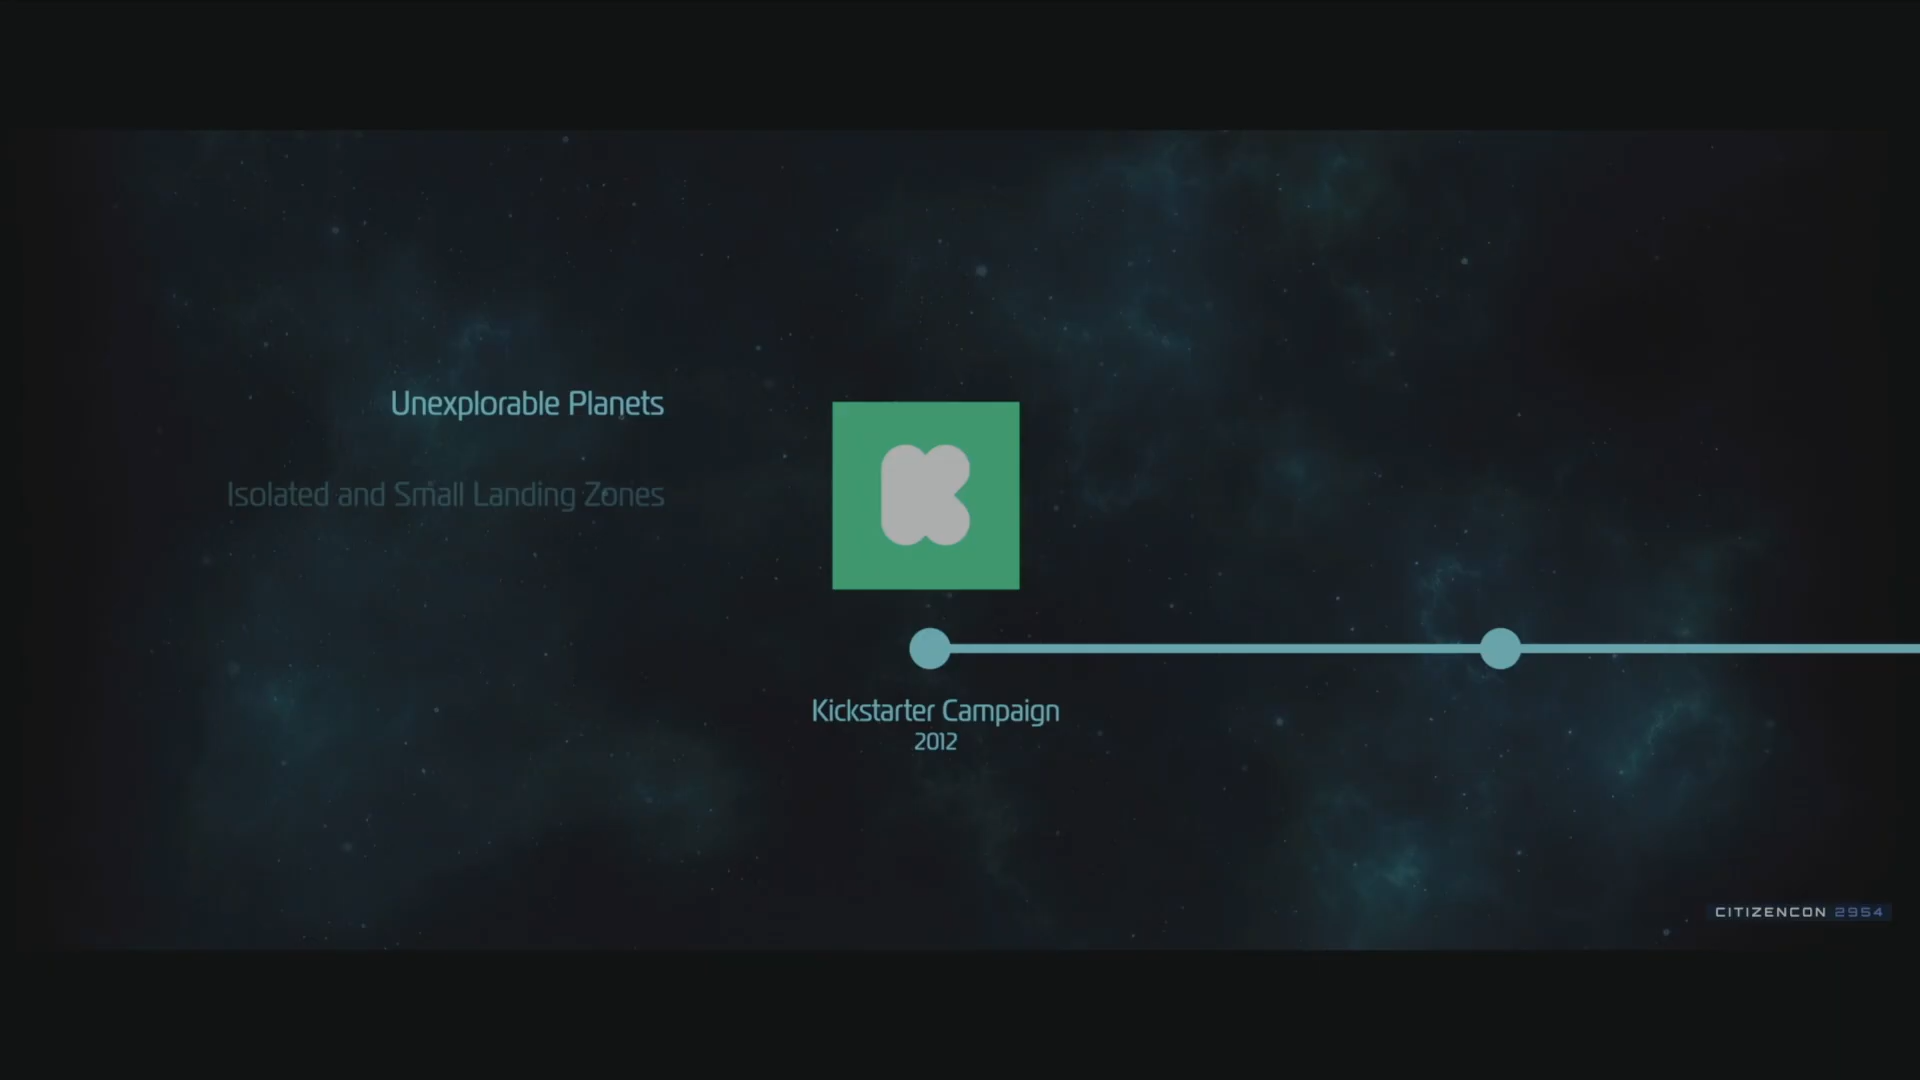 Unexplorable Planets
Isolated and Small Landing Zones
K
Kickstarter Campaign
2012
CITIZENCON 2954